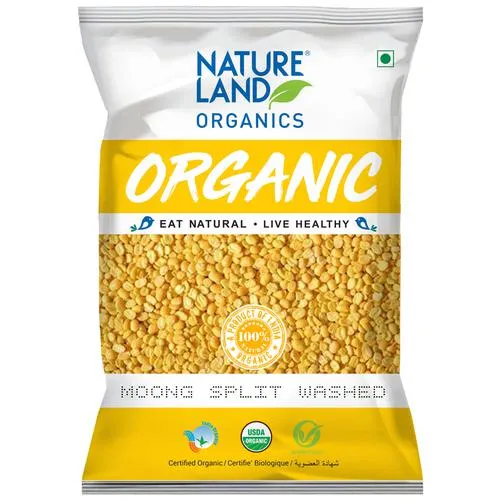 NATURE®
LAND
ORGANICS
ORGANIC
EAT NATURAL • LIVE HEALTHY
A PRODUCT OF INDIA
100%
ORGANIC
MOONG SPLIT WASHED
USDA
ORGANIC
Certified Organic / Certifie' Biologique / شهادة العضوية